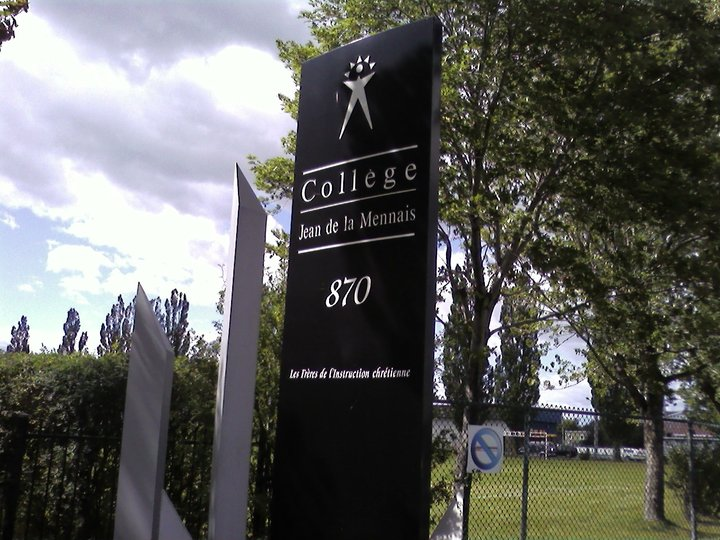 Collège
Jean de la Mennais
870
Les Frères de l'Instruction chrétienne